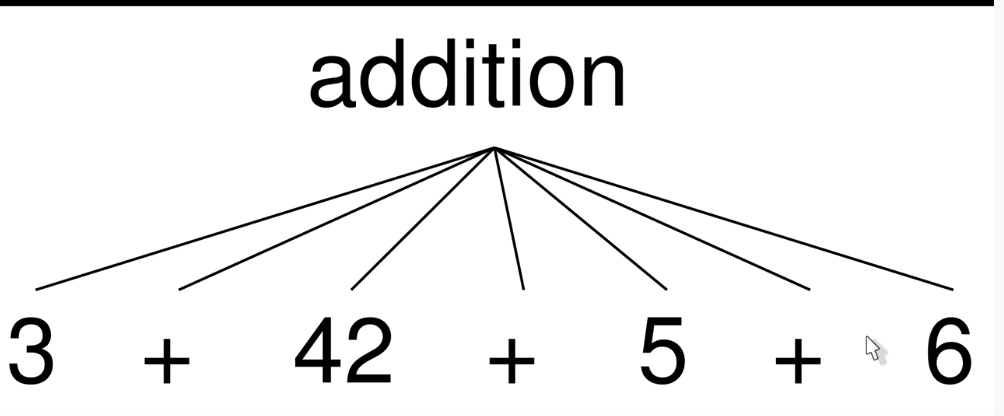 addition
3 + 42 + 5 + 6